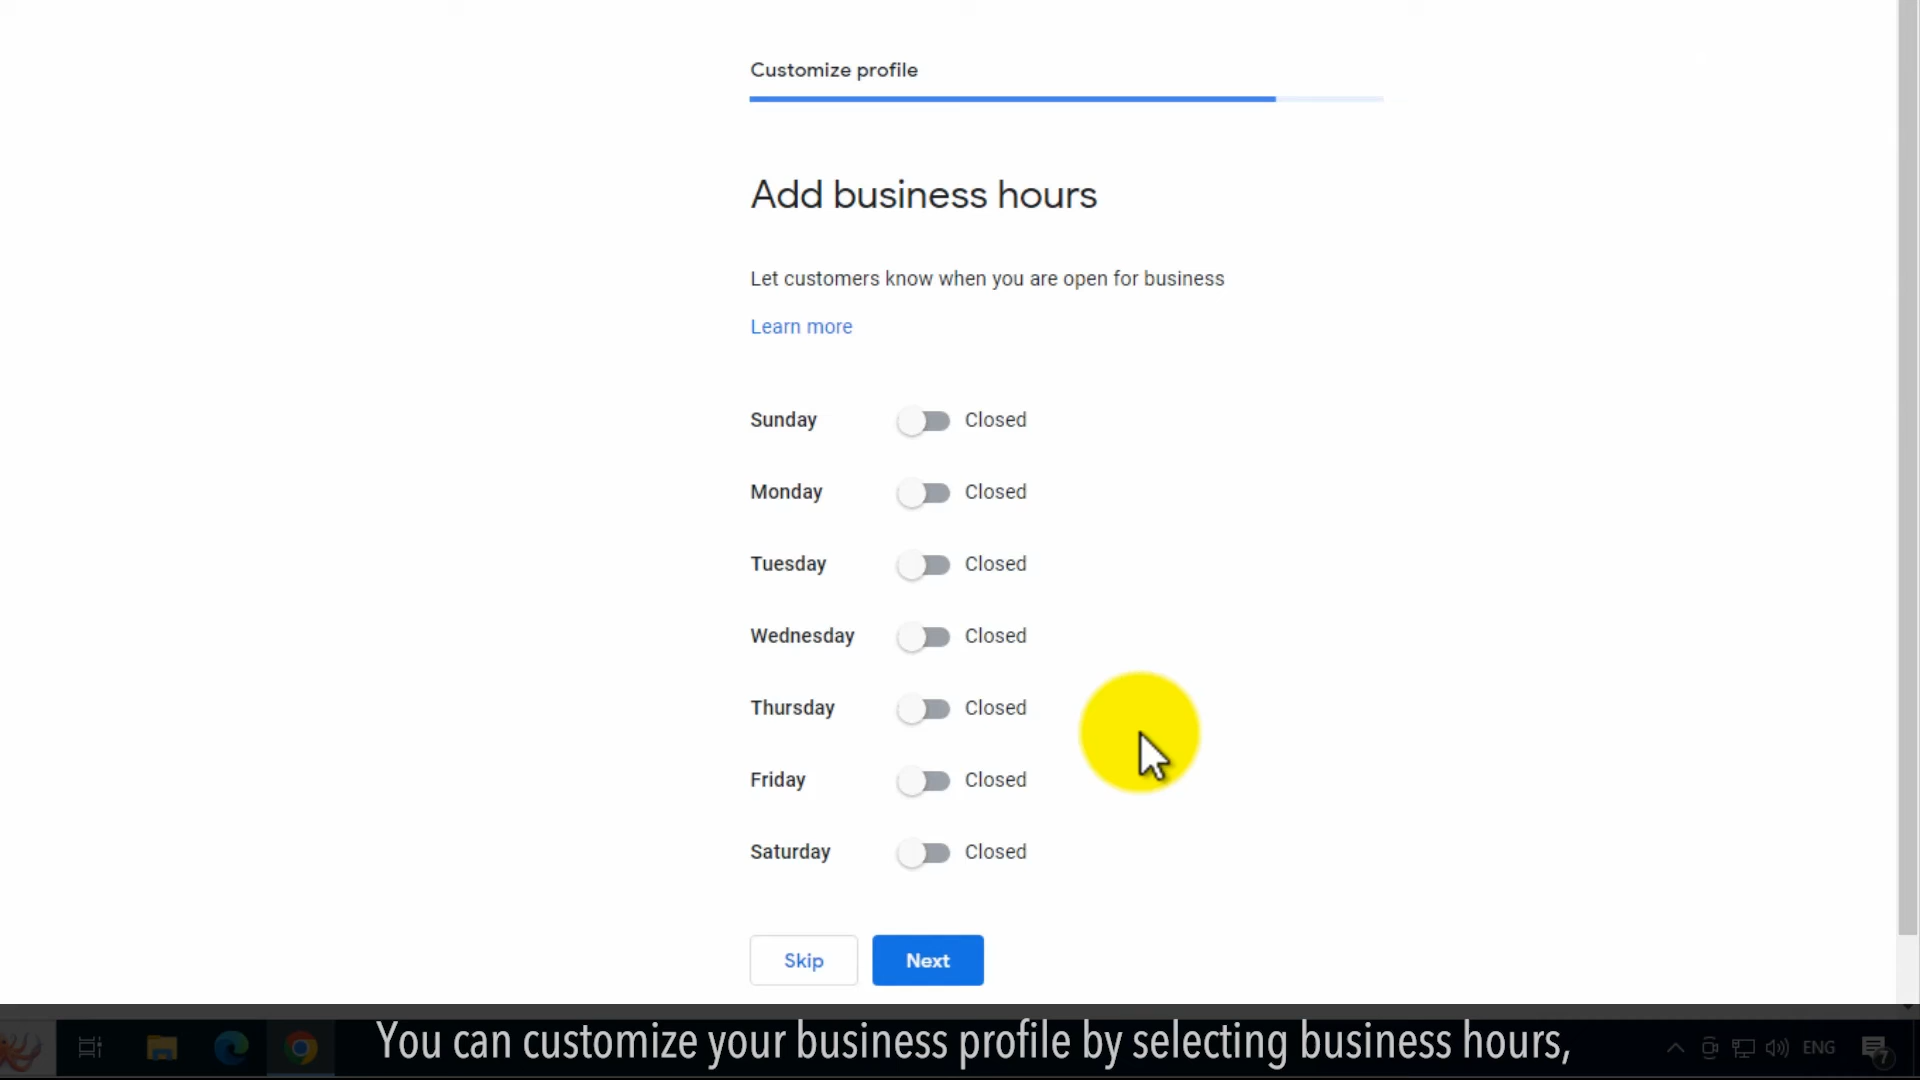 Customize profile
Add business hours
Let customers know when you are open for business
Learn more
Sunday Closed
Monday Closed
Tuesday Closed
Wednesday Closed
Thursday Closed
Friday Closed
Saturday Closed
Skip Next
You can customize your business profile by selecting business hours,
ENG 7